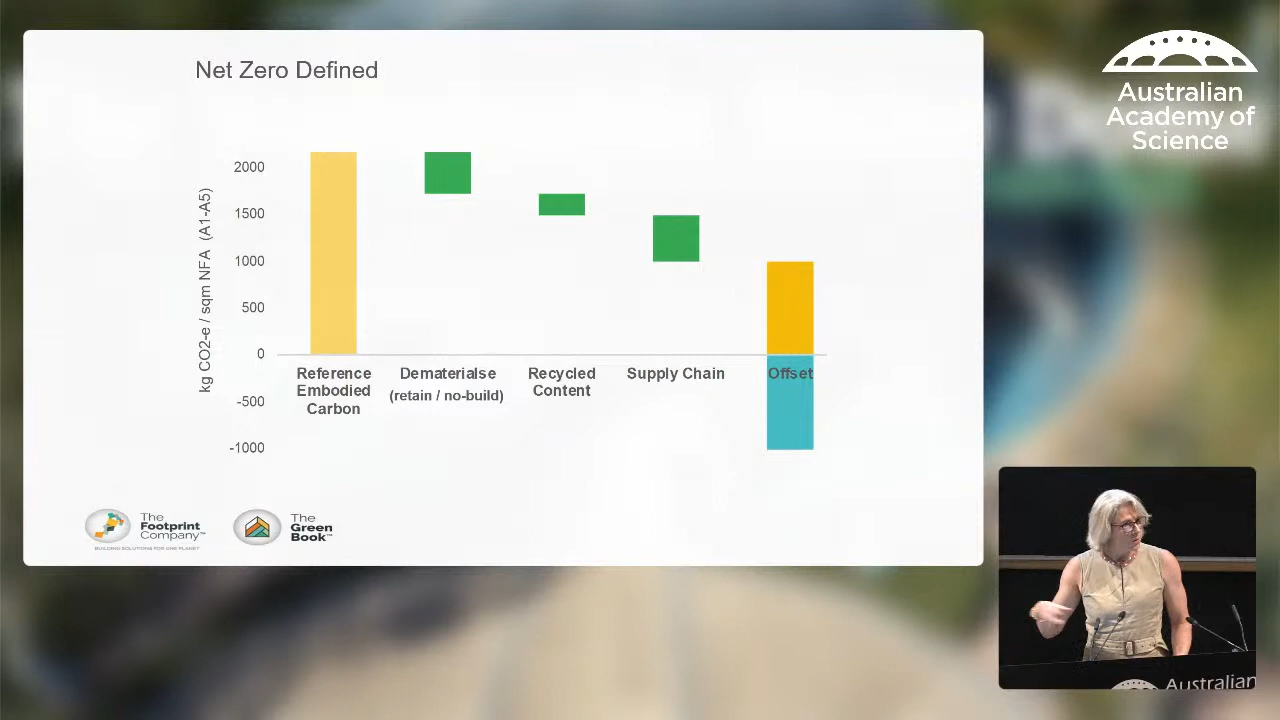 Net Zero Defined
kg CO2-e / sqm NFA (A1-A5)
2000
1500
1000
500
0
-500
-1000
Reference
Embodied
Carbon
Dematerialse
(retain / no-build)
Recycled
Content
Supply Chain
Offset
The
Footprint
Company™
BUILDING SOLUTIONS FOR ONE PLANET
The
Green
Book™
Australian
Academy of
Science
Australian